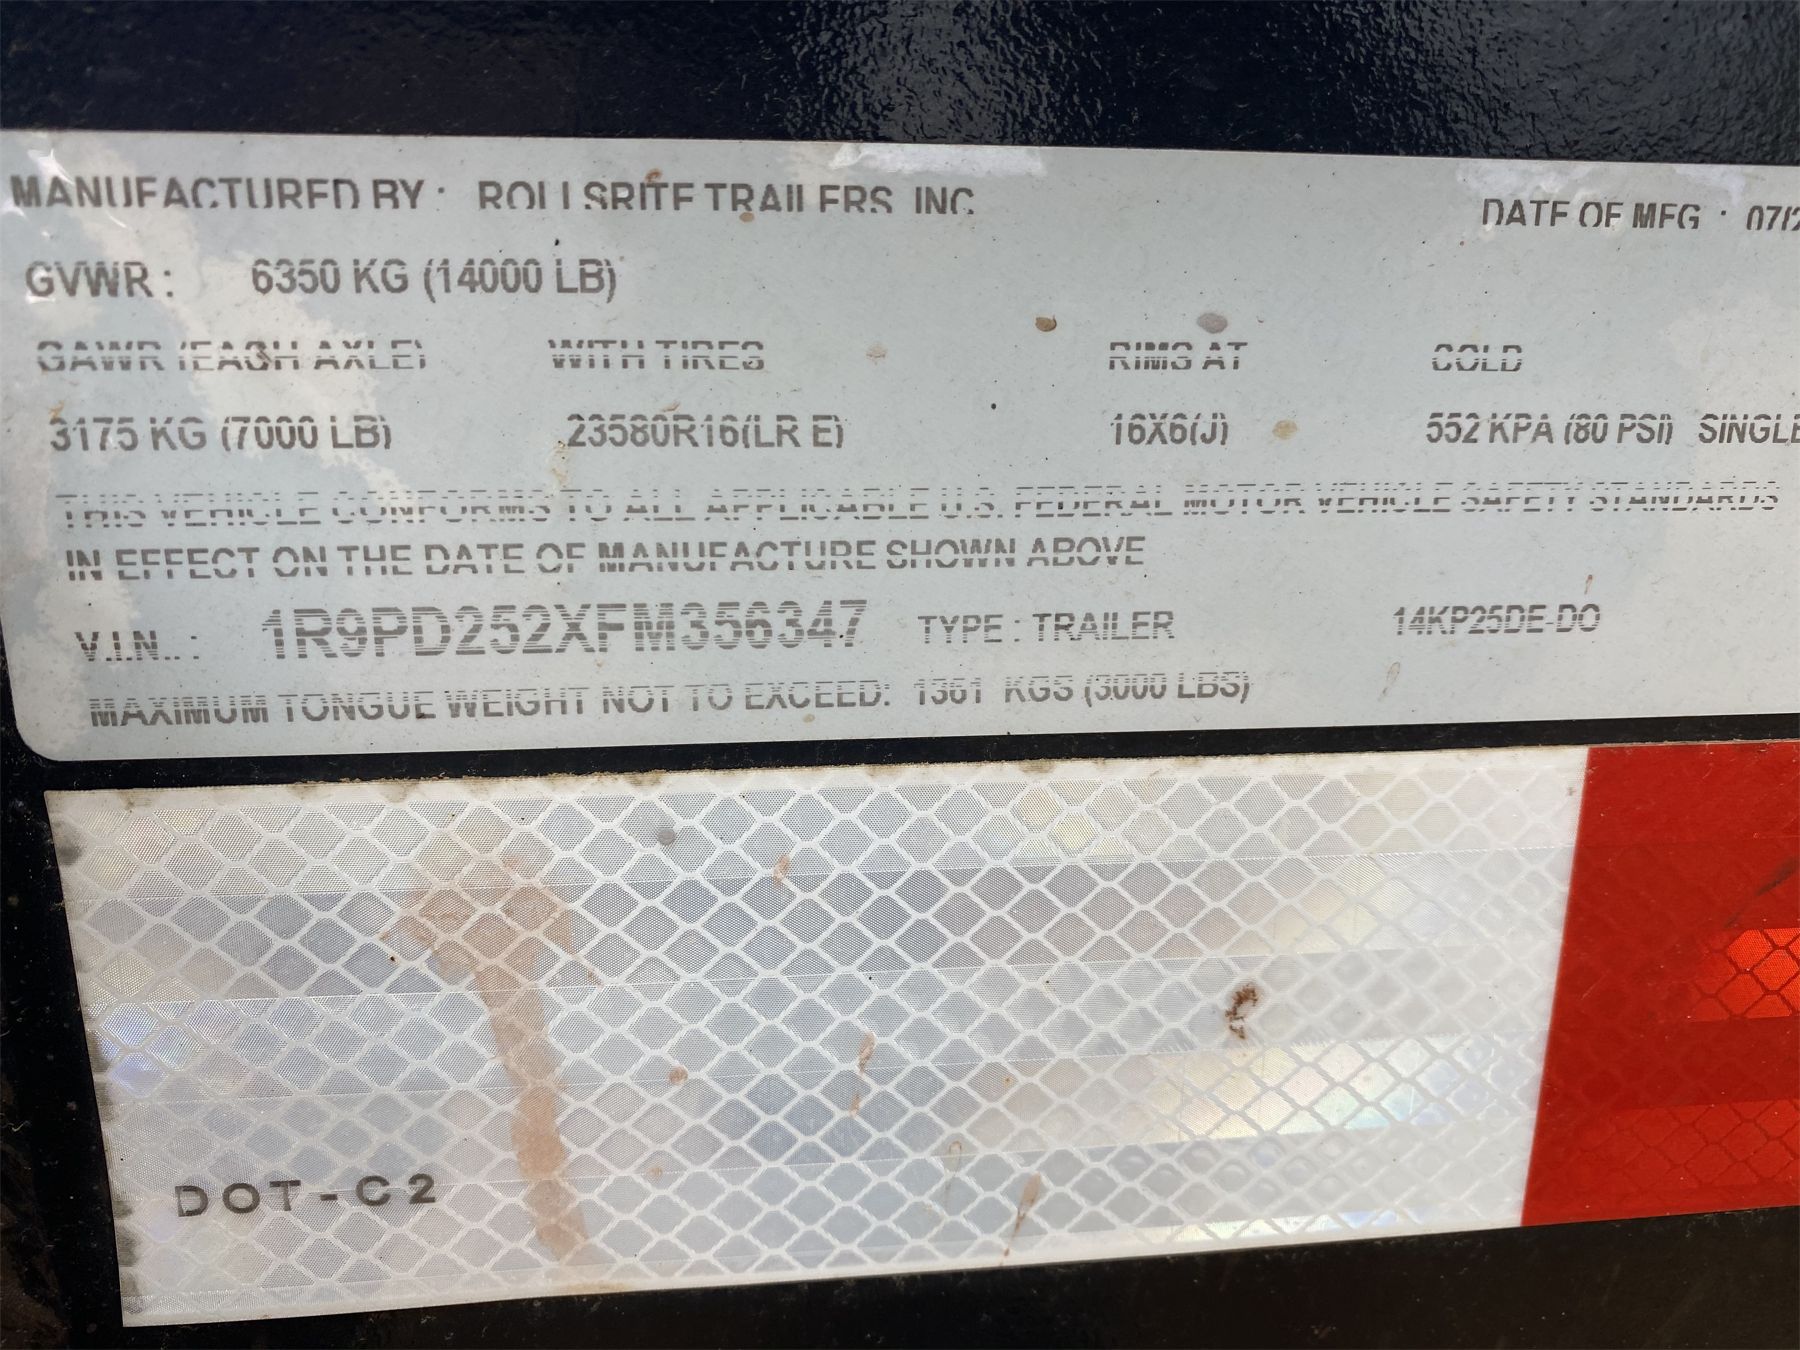 MANUFACTURED BY : ROLLSRITE TRAILERS, INC. DATE OF MFG : 07/2
GVWR : 6350 KG (14000 LB)
GAWR (EACH AXLE) WITH TIRES RIMS AT COLD
3175 KG (7000 LB) 23580R16(LR E) 16X6(J) 552 KPA (80 PSI) SINGLE
THIS VEHICLE CONFORMS TO ALL APPLICABLE U.S. FEDERAL MOTOR VEHICLE SAFETY STANDARDS
IN EFFECT ON THE DATE OF MANUFACTURE SHOWN ABOVE
V.I.N.. : 1R9PD252XFM356347 TYPE : TRAILER 14KP25DE-DO
MAXIMUM TONGUE WEIGHT NOT TO EXCEED: 1361 KGS (3000 LBS)
DOT-C2